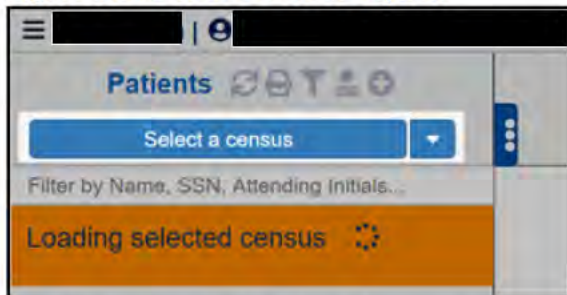 |
Patients
Select a census
Filter by Name, SSN, Attending Initials...
Loading selected census